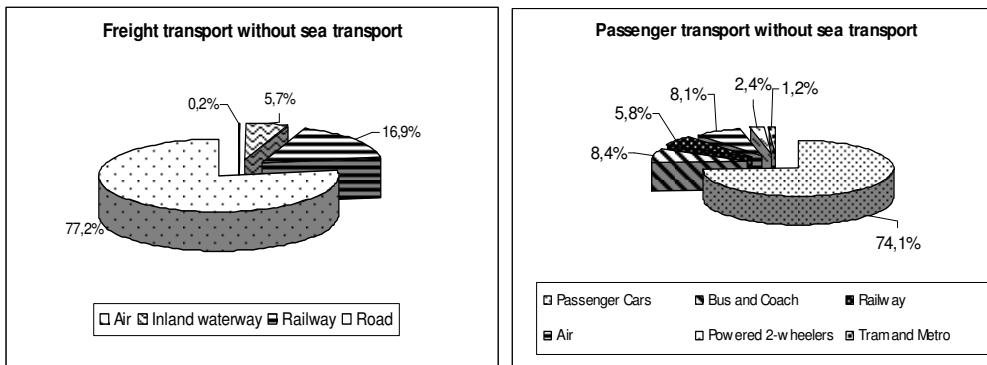 Freight transport without sea transport
0,2%
5,7%
16,9%
77,2%
Air Inland waterway Railway Road
Passenger transport without sea transport
8,1%
2,4%
1,2%
5,8%
8,4%
74,1%
Passenger Cars Bus and Coach Railway
Air Powered 2-wheelers Tram and Metro